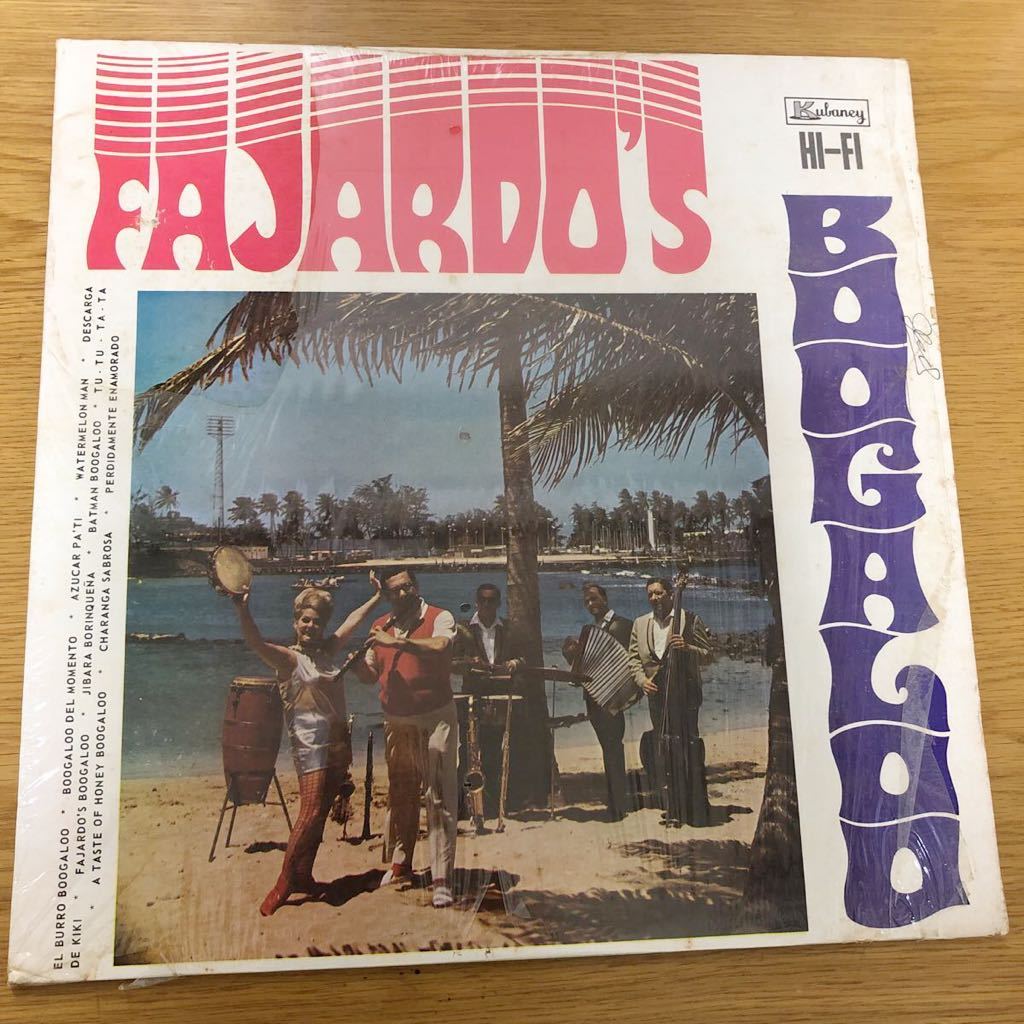 FAJARDO'S
Kubaney
HI-FI
BOOGALOO
EL BURRO BOOGALOO * BOOGALOO DEL MOMENTO * AZUCAR PA'TI * WATERMELON MAN * DESCARGA
DE KIKI * FAJARDO'S BOOGALOO * JIBARA BORINQUEÑA * BATMAN BOOGALOO * TU - TU - TA - TA
* A TASTE OF HONEY BOOGALOO * CHARANGA SABROSA * PERDIDAMENTE ENAMORADO